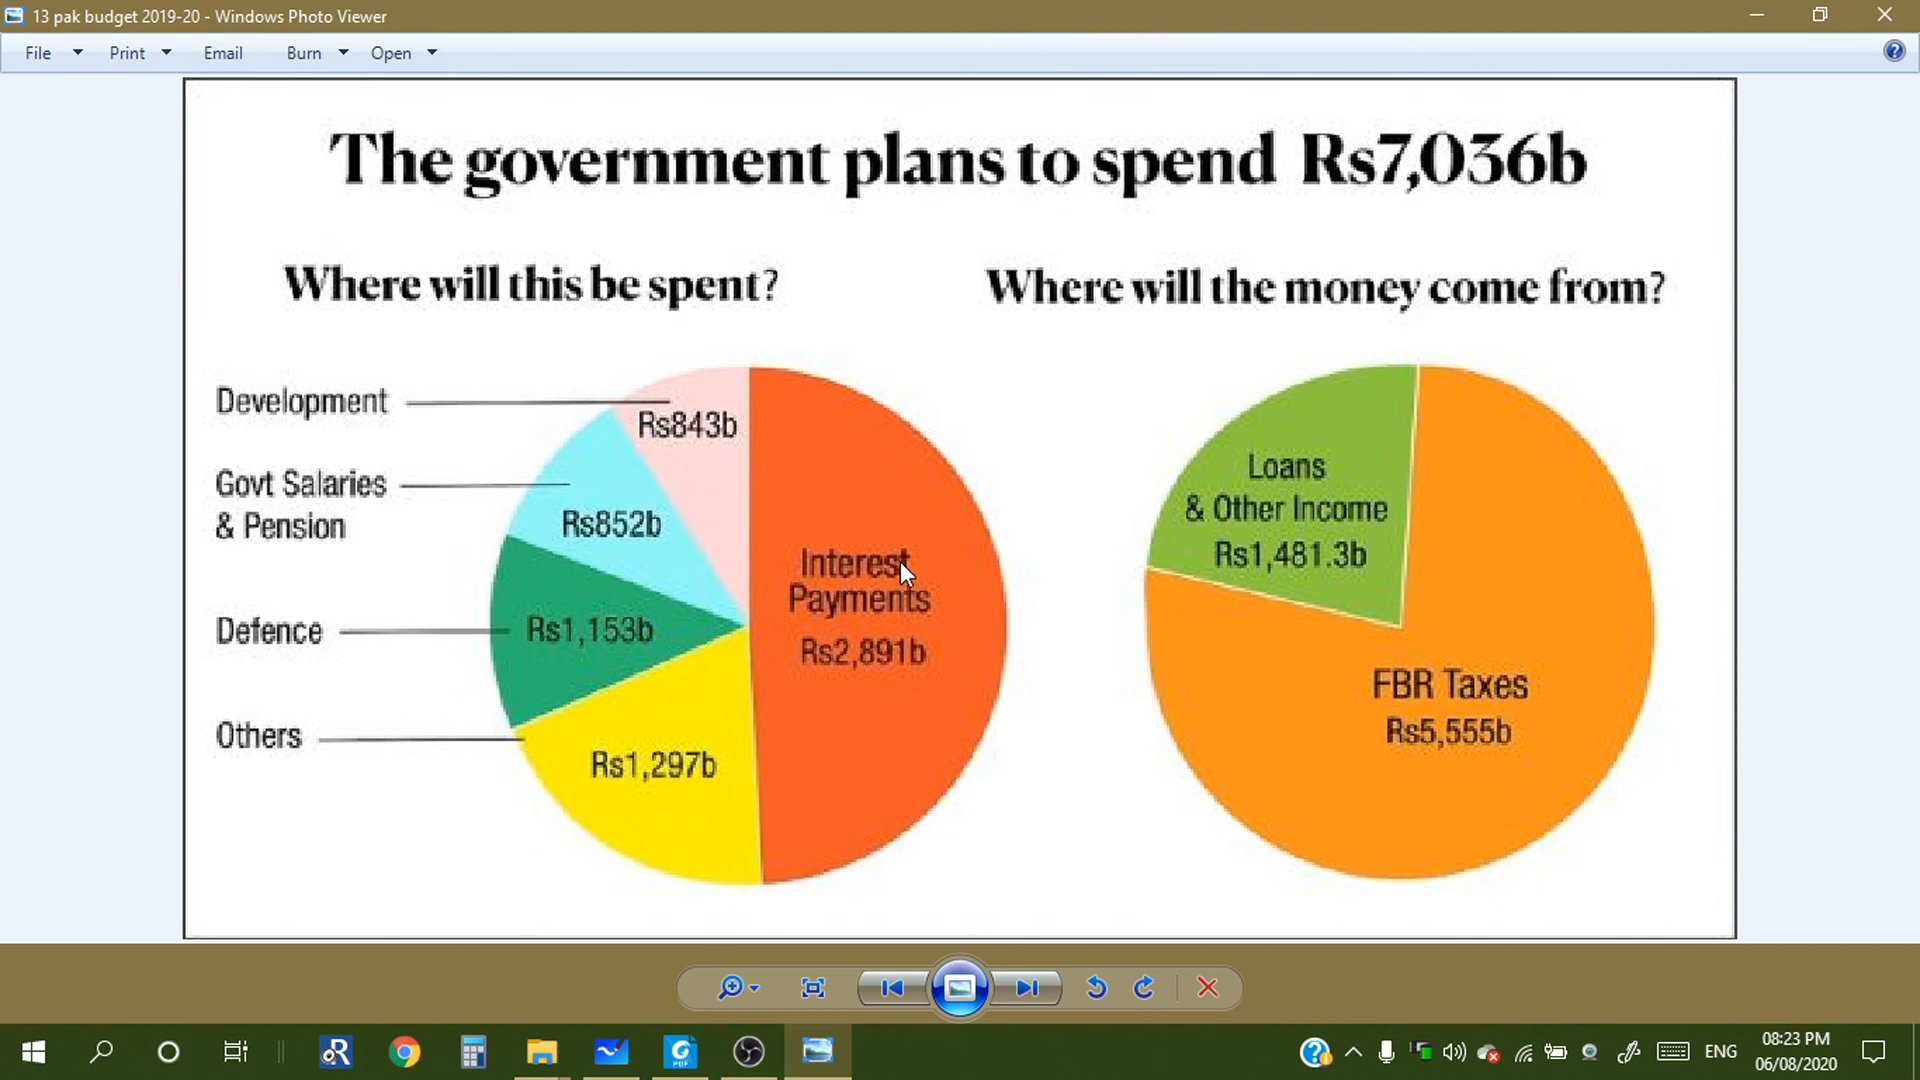 13 pak budget 2019-20 - Windows Photo Viewer
File Print Email Burn Open
The government plans to spend Rs7,036b
Where will this be spent?
Development
Rs843b
Govt Salaries
& Pension
Rs852b
Defence
Rs1,153b
Others
Rs1,297b
Interest
Payments
Rs2,891b
Where will the money come from?
Loans
& Other Income
Rs1,481.3b
FBR Taxes
Rs5,555b
ENG
08:23 PM
06/08/2020